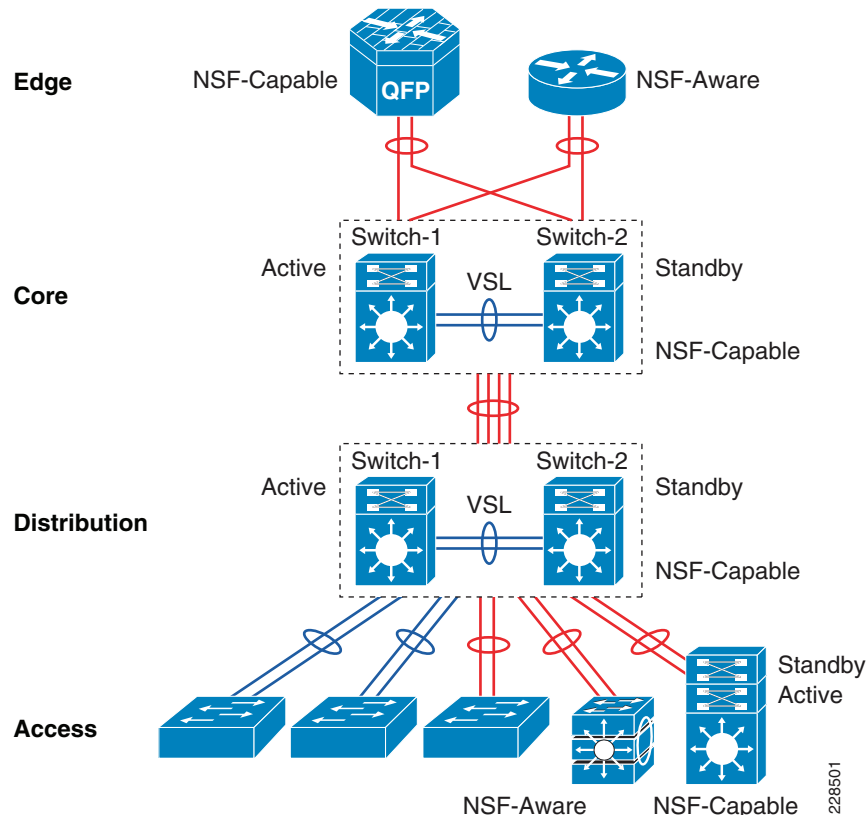 Edge
NSF-Capable
QFP
NSF-Aware
Switch-1
Switch-2
Active
VSL
Standby
Core
NSF-Capable
Switch-1
Switch-2
Active
VSL
Standby
Distribution
NSF-Capable
Standby
Active
Access
NSF-Aware
NSF-Capable
228501